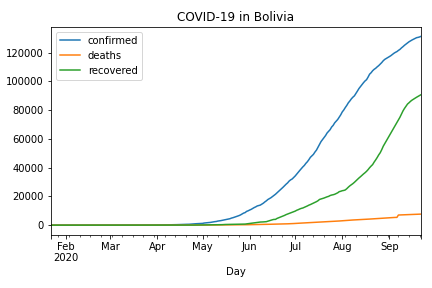 COVID-19 in Bolivia
confirmed
deaths
recovered
120000
100000
80000
60000
40000
20000
0
Feb Mar Apr May Jun Jul Aug Sep
2020
Day